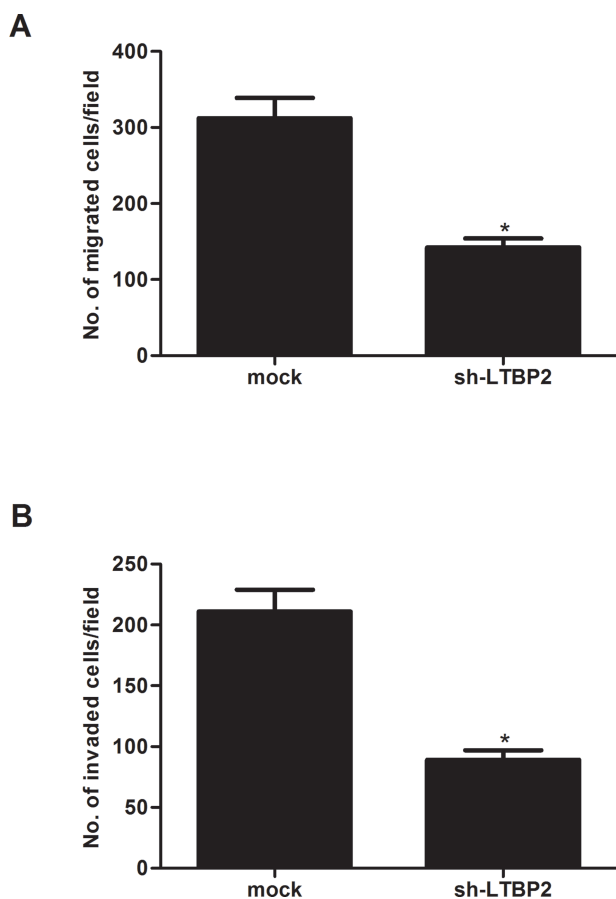 A
No. of migrated cells/field
400
300
200
100
0
*
mock
sh-LTBP2
B
No. of invaded cells/field
250
200
150
100
50
0
*
mock
sh-LTBP2